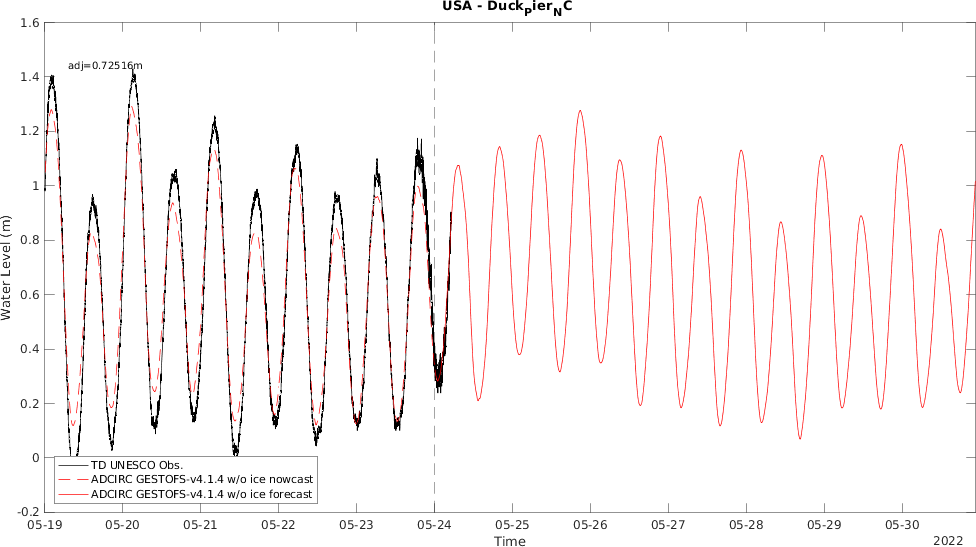 USA - DuckPierNC
1.6
adj=0.72516m
1.4
1.2
1
0.8
0.6
0.4
0.2
0
-0.2
Water Level (m)
TD UNESCO Obs.
ADCIRC GESTOFS-v4.1.4 w/o ice nowcast
ADCIRC GESTOFS-v4.1.4 w/o ice forecast
05-19 05-20 05-21 05-22 05-23 05-24 05-25 05-26 05-27 05-28 05-29 05-30
Time
2022